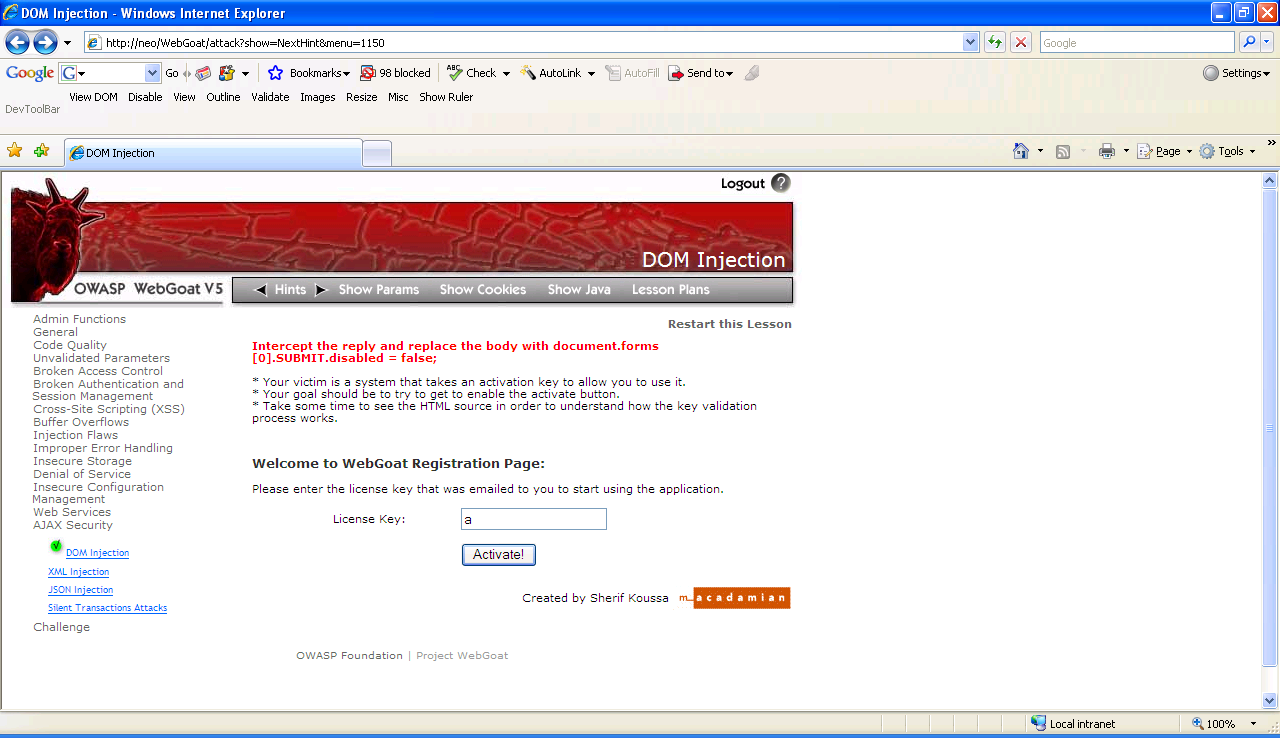 DOM Injection - Windows Internet Explorer
http://neo/WebGoat/attack?show=NextHint&menu=1150
Google
Google G Go Bookmarks 98 blocked ABC Check AutoLink AutoFill Send to Settings
View DOM Disable View Outline Validate Images Resize Misc Show Ruler
DevToolBar
DOM Injection
Page Tools »
Logout ?
DOM Injection
OWASP WebGoat V5
Hints Show Params Show Cookies Show Java Lesson Plans
Admin Functions
General
Code Quality
Unvalidated Parameters
Broken Access Control
Broken Authentication and
Session Management
Cross-Site Scripting (XSS)
Buffer Overflows
Injection Flaws
Improper Error Handling
Insecure Storage
Denial of Service
Insecure Configuration
Management
Web Services
AJAX Security
DOM Injection
XML Injection
JSON Injection
Silent Transactions Attacks
Challenge
Restart this Lesson
Intercept the reply and replace the body with document.forms
[0].SUBMIT.disabled = false;
* Your victim is a system that takes an activation key to allow you to use it.
* Your goal should be to try to get to enable the activate button.
* Take some time to see the HTML source in order to understand how the key validation
process works.
Welcome to WebGoat Registration Page:
Please enter the license key that was emailed to you to start using the application.
License Key: a
Activate!
Created by Sherif Koussa m_acadamian
OWASP Foundation | Project WebGoat
Local intranet 100%